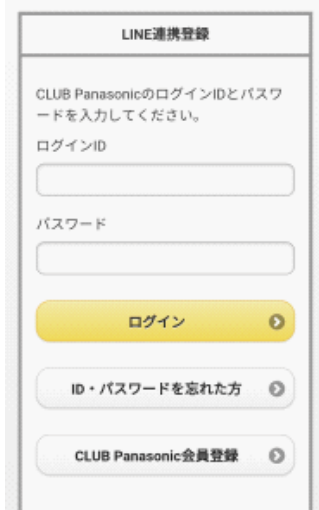 LINE連携登録
CLUB PanasonicのログインIDとパスワ
ードを入力してください。
ログインID
パスワード
ログイン
ID・パスワードを忘れた方
CLUB Panasonic会員登録